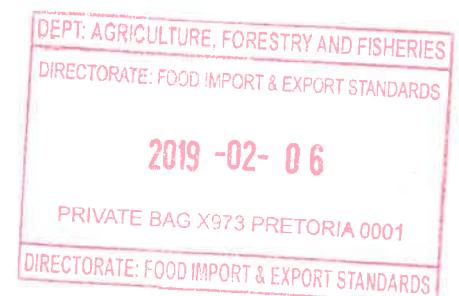 DEPT: AGRICULTURE, FORESTRY AND FISHERIES
DIRECTORATE: FOOD IMPORT & EXPORT STANDARDS
2019 -02- 06
PRIVATE BAG X973 PRETORIA 0001
DIRECTORATE: FOOD IMPORT & EXPORT STANDARDS